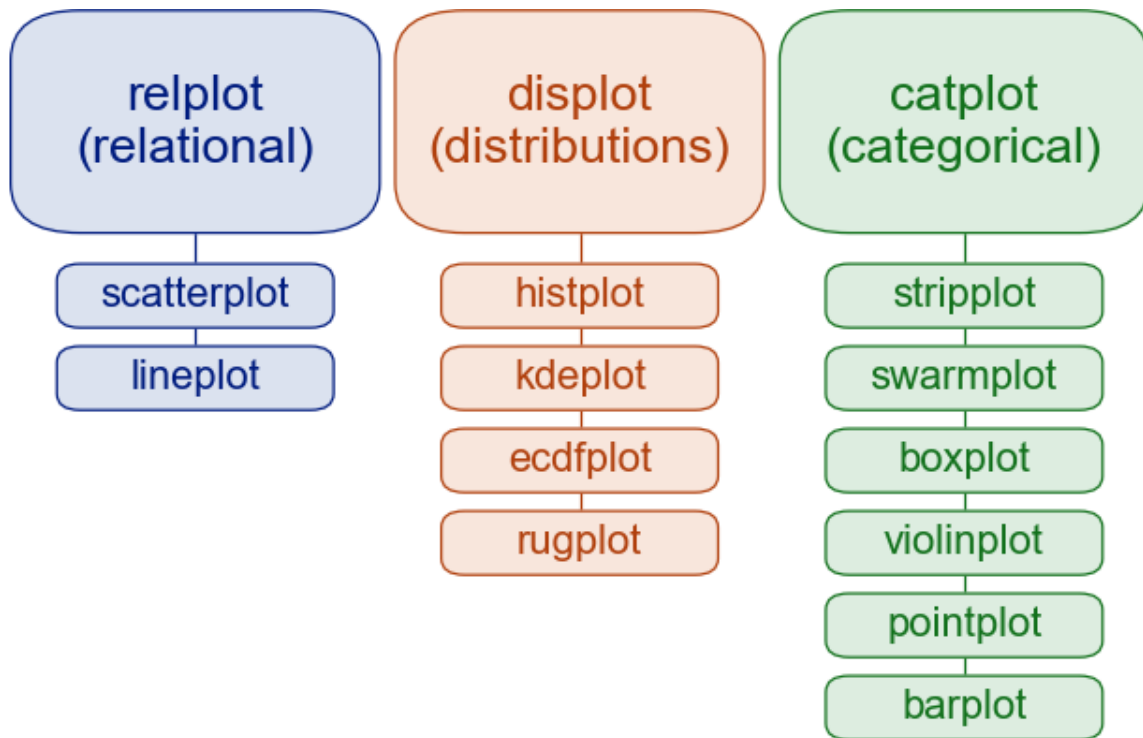 relplot
(relational)
scatterplot
lineplot
displot
(distributions)
histplot
kdeplot
ecdfplot
rugplot
catplot
(categorical)
stripplot
swarmplot
boxplot
violinplot
pointplot
barplot